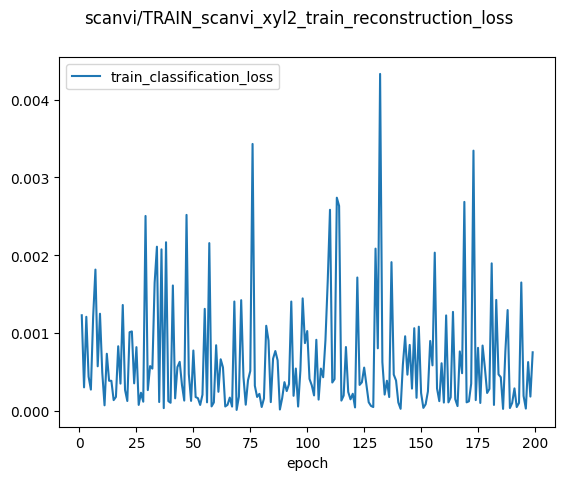 scanvi/TRAIN_scanvi_xyl2_train_reconstruction_loss
train_classification_loss
0.004
0.003
0.002
0.001
0.000
0 25 50 75 100 125 150 175 200
epoch